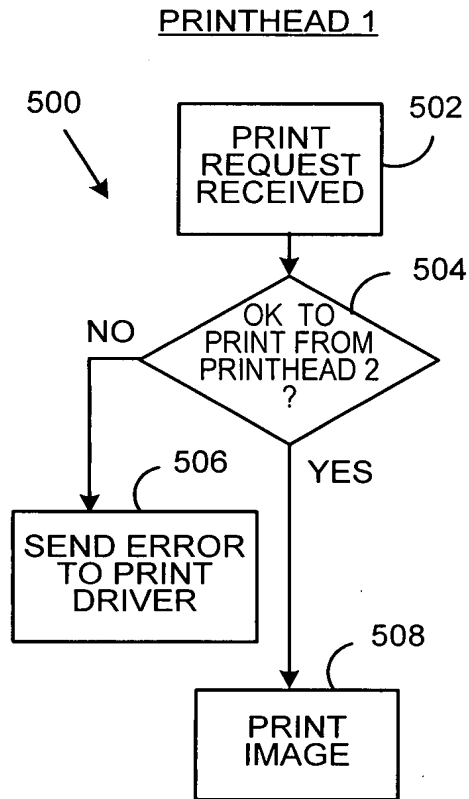 PRINTHEAD 1
500
502
PRINT
REQUEST
RECEIVED
504
OK TO
PRINT FROM
PRINTHEAD 2
?
NO
YES
506
SEND ERROR
TO PRINT
DRIVER
508
PRINT
IMAGE